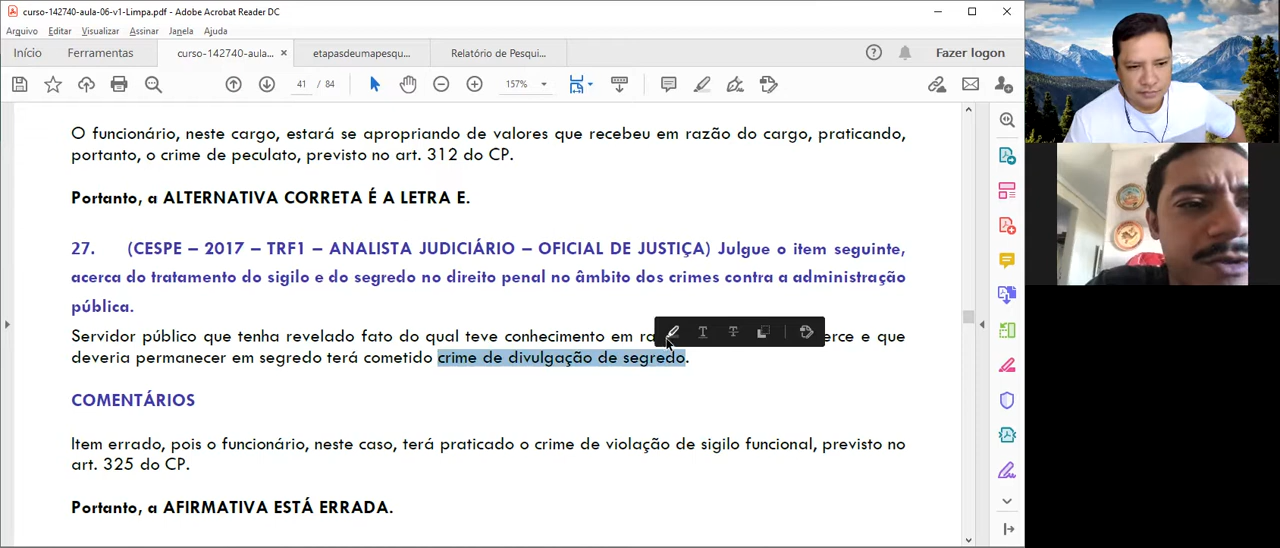 curso-142740-aula-06-v1-Limpa.pdf - Adobe Acrobat Reader DC
Arquivo Editar Visualizar Assinar Janela Ajuda
Início Ferramentas curso-142740-aula... × etapasdeumapesqu... Relatório de Pesqui... Fazer logon
41 / 84 157%
O funcionário, neste cargo, estará se apropriando de valores que recebeu em razão do cargo, praticando,
portanto, o crime de peculato, previsto no art. 312 do CP.
Portanto, a ALTERNATIVA CORRETA É A LETRA E.
27. (CESPE – 2017 – TRF1 – ANALISTA JUDICIÁRIO – OFICIAL DE JUSTIÇA) Julgue o item seguinte,
acerca do tratamento do sigilo e do segredo no direito penal no âmbito dos crimes contra a administração
pública.
Servidor público que tenha revelado fato do qual teve conhecimento em ra erce e que
deveria permanecer em segredo terá cometido crime de divulgação de segredo.
COMENTÁRIOS
Item errado, pois o funcionário, neste caso, terá praticado o crime de violação de sigilo funcional, previsto no
art. 325 do CP.
Portanto, a AFIRMATIVA ESTÁ ERRADA.